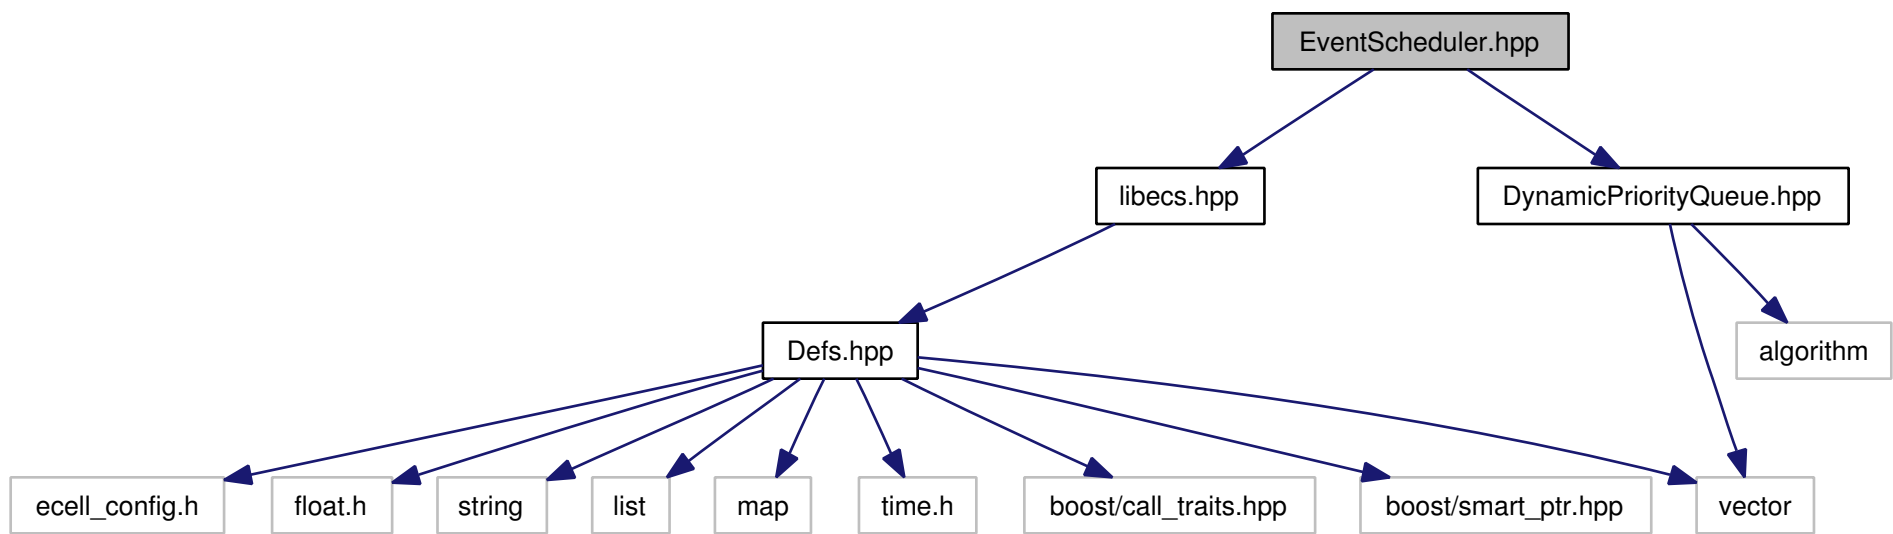 EventScheduler.hpp
libecs.hpp
DynamicPriorityQueue.hpp
Defs.hpp
algorithm
ecell_config.h
float.h
string
list
map
time.h
boost/call_traits.hpp
boost/smart_ptr.hpp
vector